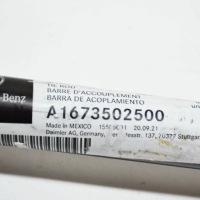 TIE ROD
BARRE D'ACCOUPLEMENT
BARRA DE ACOPLAMIENTO
-Benz
A1673502500
Made in MEXICO 20.09.21
Daimler AG, Germany, 137, 70327 Stuttgart